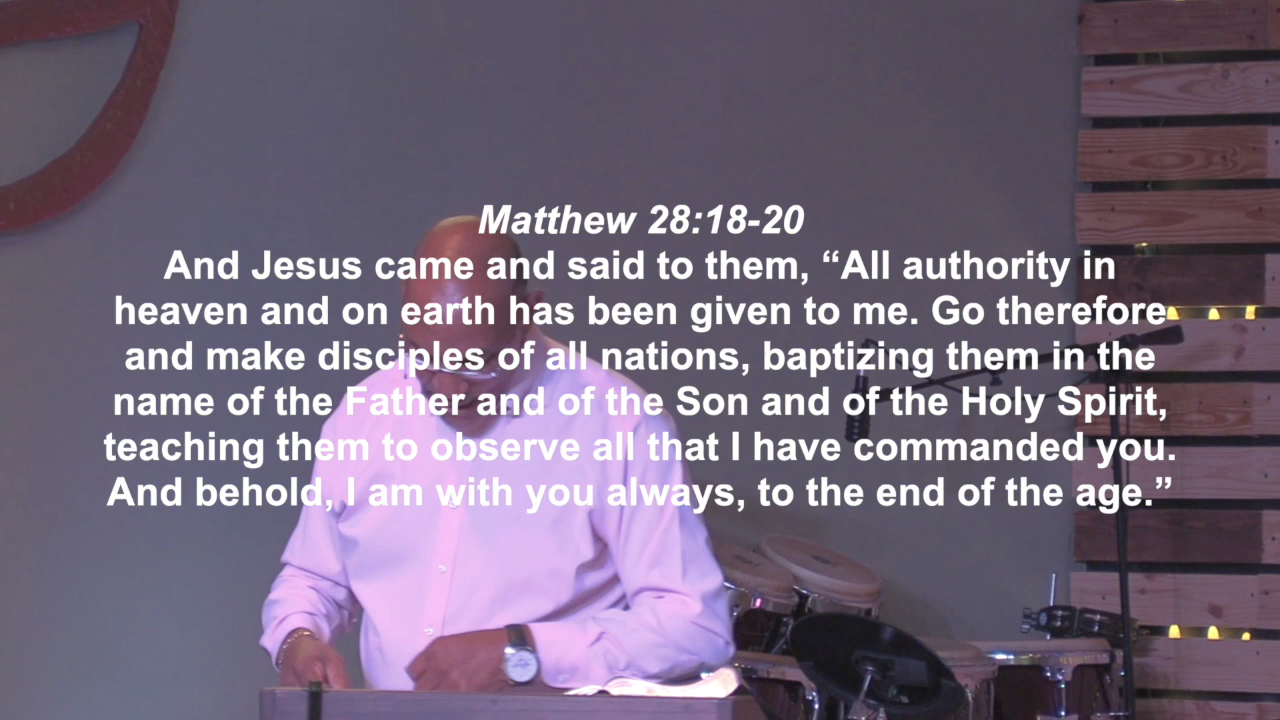 Matthew 28:18-20
And Jesus came and said to them, “All authority in
heaven and on earth has been given to me. Go therefore
and make disciples of all nations, baptizing them in the
name of the Father and of the Son and of the Holy Spirit,
teaching them to observe all that I have commanded you.
And behold, I am with you always, to the end of the age.”